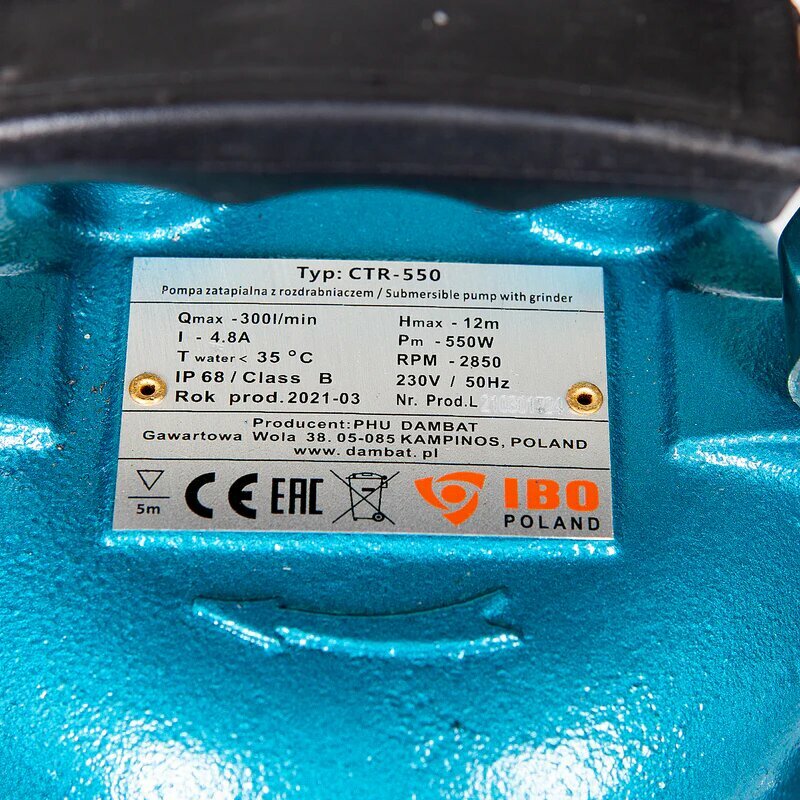 Typ: CTR-550
Pompa zatapialna z rozdrabniaczem / Submersible pump with grinder
Qmax - 300l/min
I - 4.8A
T water < 35 °C
IP 68 / Class B
Rok prod. 2021-03
Hmax - 12m
Pm - 550W
RPM - 2850
230V / 50Hz
Nr. Prod.L
Producent: PHU DAMBAT
Gawartowa Wola 38. 05-085 KAMPINOS, POLAND
www. dambat. pl
5m
CE EAC
IBO
POLAND